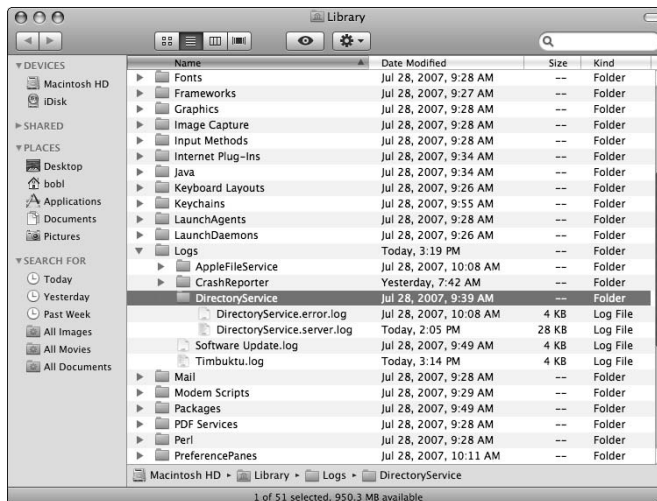 Library
Name Date Modified Size Kind
DEVICES
Macintosh HD
iDisk
SHARED
PLACES
Desktop
bobl
Applications
Documents
Pictures
SEARCH FOR
Today
Yesterday
Past Week
All Images
All Movies
All Documents
Fonts Jul 28, 2007, 9:28 AM -- Folder
Frameworks Jul 28, 2007, 9:27 AM -- Folder
Graphics Jul 28, 2007, 9:28 AM -- Folder
Image Capture Jul 28, 2007, 9:28 AM -- Folder
Input Methods Jul 28, 2007, 9:28 AM -- Folder
Internet Plug-Ins Jul 28, 2007, 9:34 AM -- Folder
Java Jul 28, 2007, 9:34 AM -- Folder
Keyboard Layouts Jul 28, 2007, 9:26 AM -- Folder
Keychains Jul 28, 2007, 9:55 AM -- Folder
LaunchAgents Jul 28, 2007, 9:28 AM -- Folder
LaunchDaemons Jul 28, 2007, 9:26 AM -- Folder
Logs Today, 3:19 PM -- Folder
AppleFileService Jul 28, 2007, 10:08 AM -- Folder
CrashReporter Yesterday, 7:42 AM -- Folder
DirectoryService Jul 28, 2007, 9:39 AM -- Folder
DirectoryService.error.log Jul 28, 2007, 10:08 AM 4 KB Log File
DirectoryService.server.log Today, 2:05 PM 28 KB Log File
Software Update.log Jul 28, 2007, 9:49 AM 4 KB Log File
Timbuktu.log Today, 3:14 PM 4 KB Log File
Mail Jul 28, 2007, 9:28 AM -- Folder
Modem Scripts Jul 28, 2007, 9:29 AM -- Folder
Packages Jul 28, 2007, 9:49 AM -- Folder
PDF Services Jul 28, 2007, 9:28 AM -- Folder
Perl Jul 28, 2007, 9:28 AM -- Folder
PreferencePanes Jul 28, 2007, 10:11 AM -- Folder
Macintosh HD ▸ Library ▸ Logs ▸ DirectoryService
1 of 51 selected, 950.3 MB available